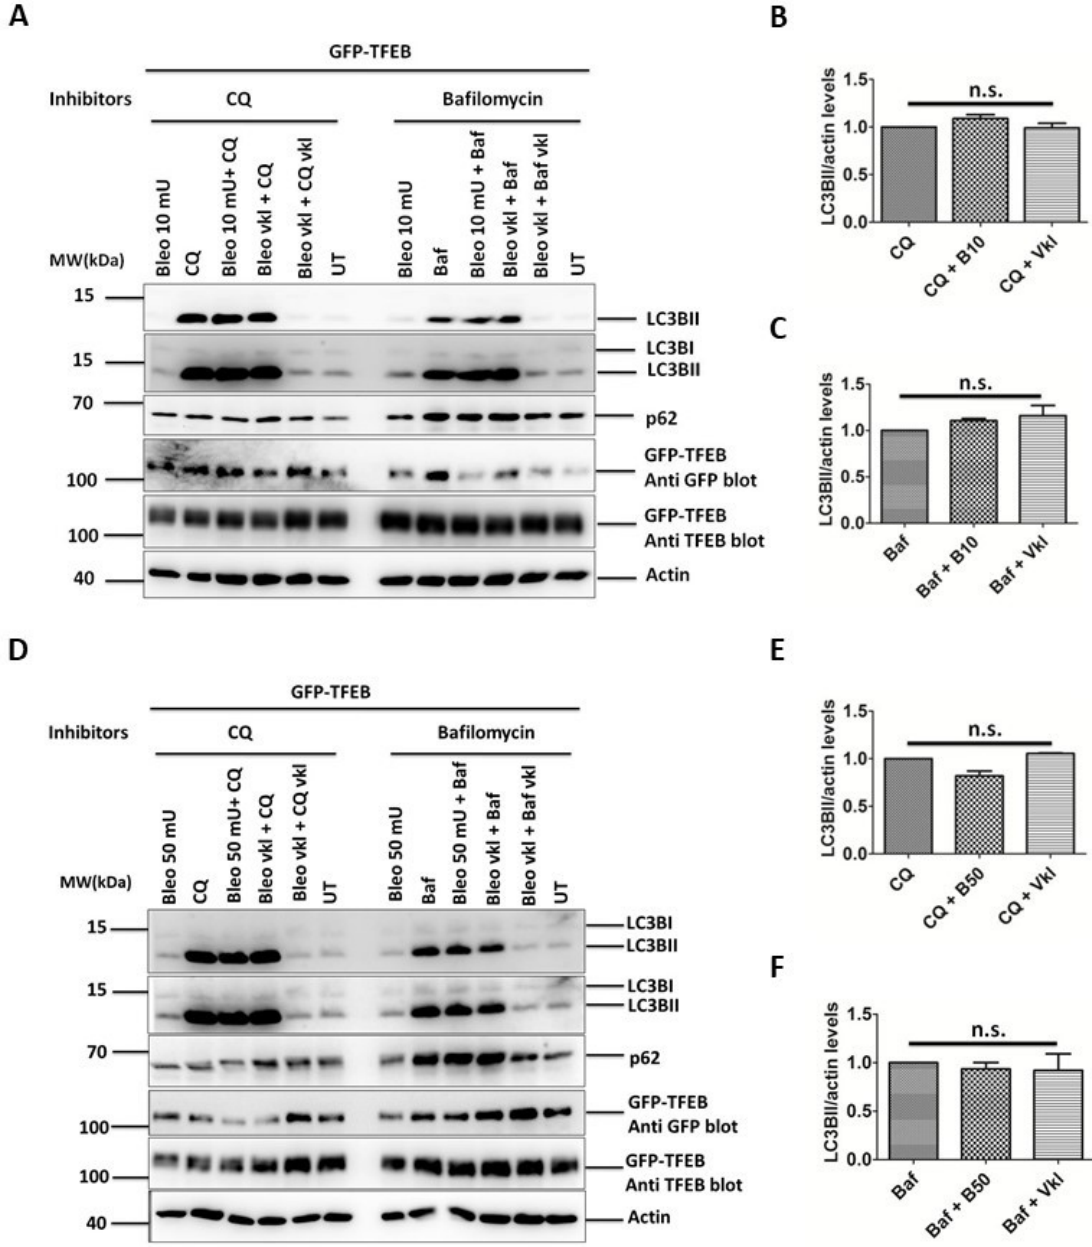 A
GFP-TFEB
Inhibitors CQ Bafilomycin
Bleo 10 mU
CQ
Bleo 10 mU+ CQ
Bleo vkl + CQ
Bleo vkl + CQ vkl
UT
Bleo 10 mU
Baf
Bleo 10 mU + Baf
Bleo vkl + Baf
Bleo vkl + Baf vkl
UT
MW(kDa)
15
LC3BII
LC3BI
15
LC3BII
70
p62
GFP-TFEB
100 Anti GFP blot
GFP-TFEB
100 Anti TFEB blot
40 Actin
B
LC3BII/actin levels
1.5
1.0
0.5
0.0
n.s.
CQ
CQ + B10
CQ + Vkl
C
LC3BII/actin levels
1.5
1.0
0.5
0.0
n.s.
Baf
Baf + B10
Baf + Vkl
D
GFP-TFEB
Inhibitors CQ Bafilomycin
Bleo 50 mU
CQ
Bleo 50 mU+ CQ
Bleo vkl + CQ
Bleo vkl + CQ vkl
UT
Bleo 50 mU
Baf
Bleo 50 mU + Baf
Bleo vkl + Baf
Bleo vkl + Baf vkl
UT
MW(kDa)
15 LC3BI
LC3BII
15 LC3BI
LC3BII
70 p62
GFP-TFEB
100 Anti GFP blot
GFP-TFEB
100 Anti TFEB blot
40 Actin
E
LC3BII/actin levels
1.5
1.0
0.5
0.0
n.s.
CQ
CQ + B50
CQ + Vkl
F
LC3BII/actin levels
1.5
1.0
0.5
0.0
n.s.
Baf
Baf + B50
Baf + Vkl